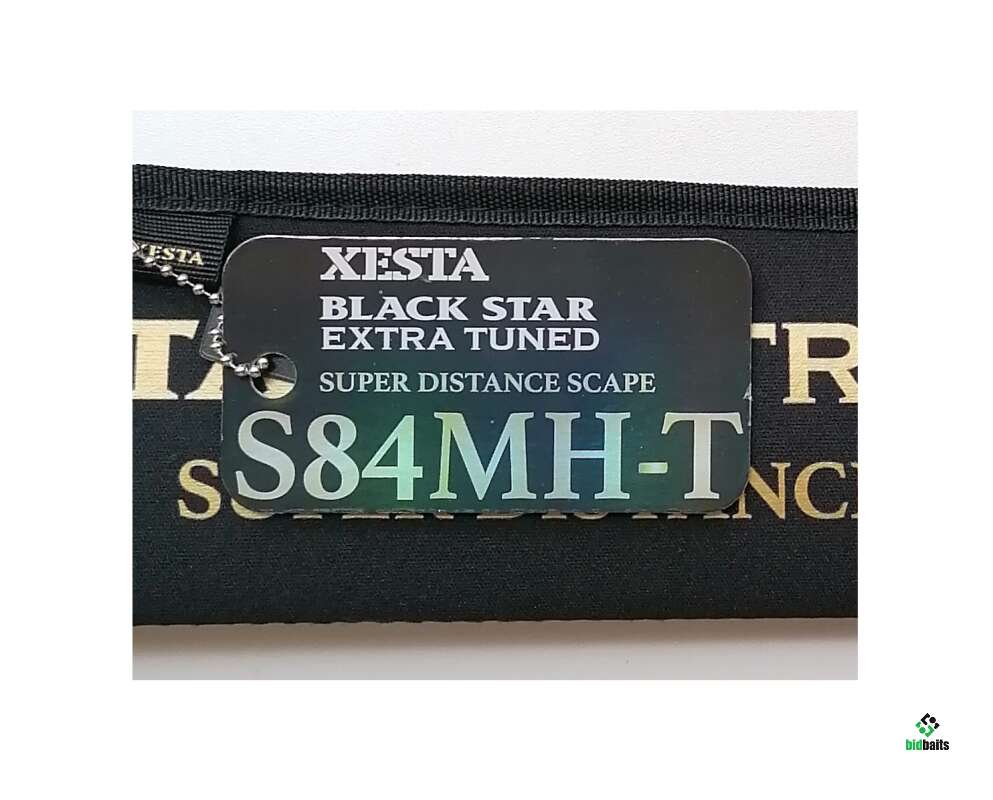 XESTA
XESTA
BLACK STAR
EXTRA TUNED
SUPER DISTANCE SCAPE
S84MH-T
bidbaits